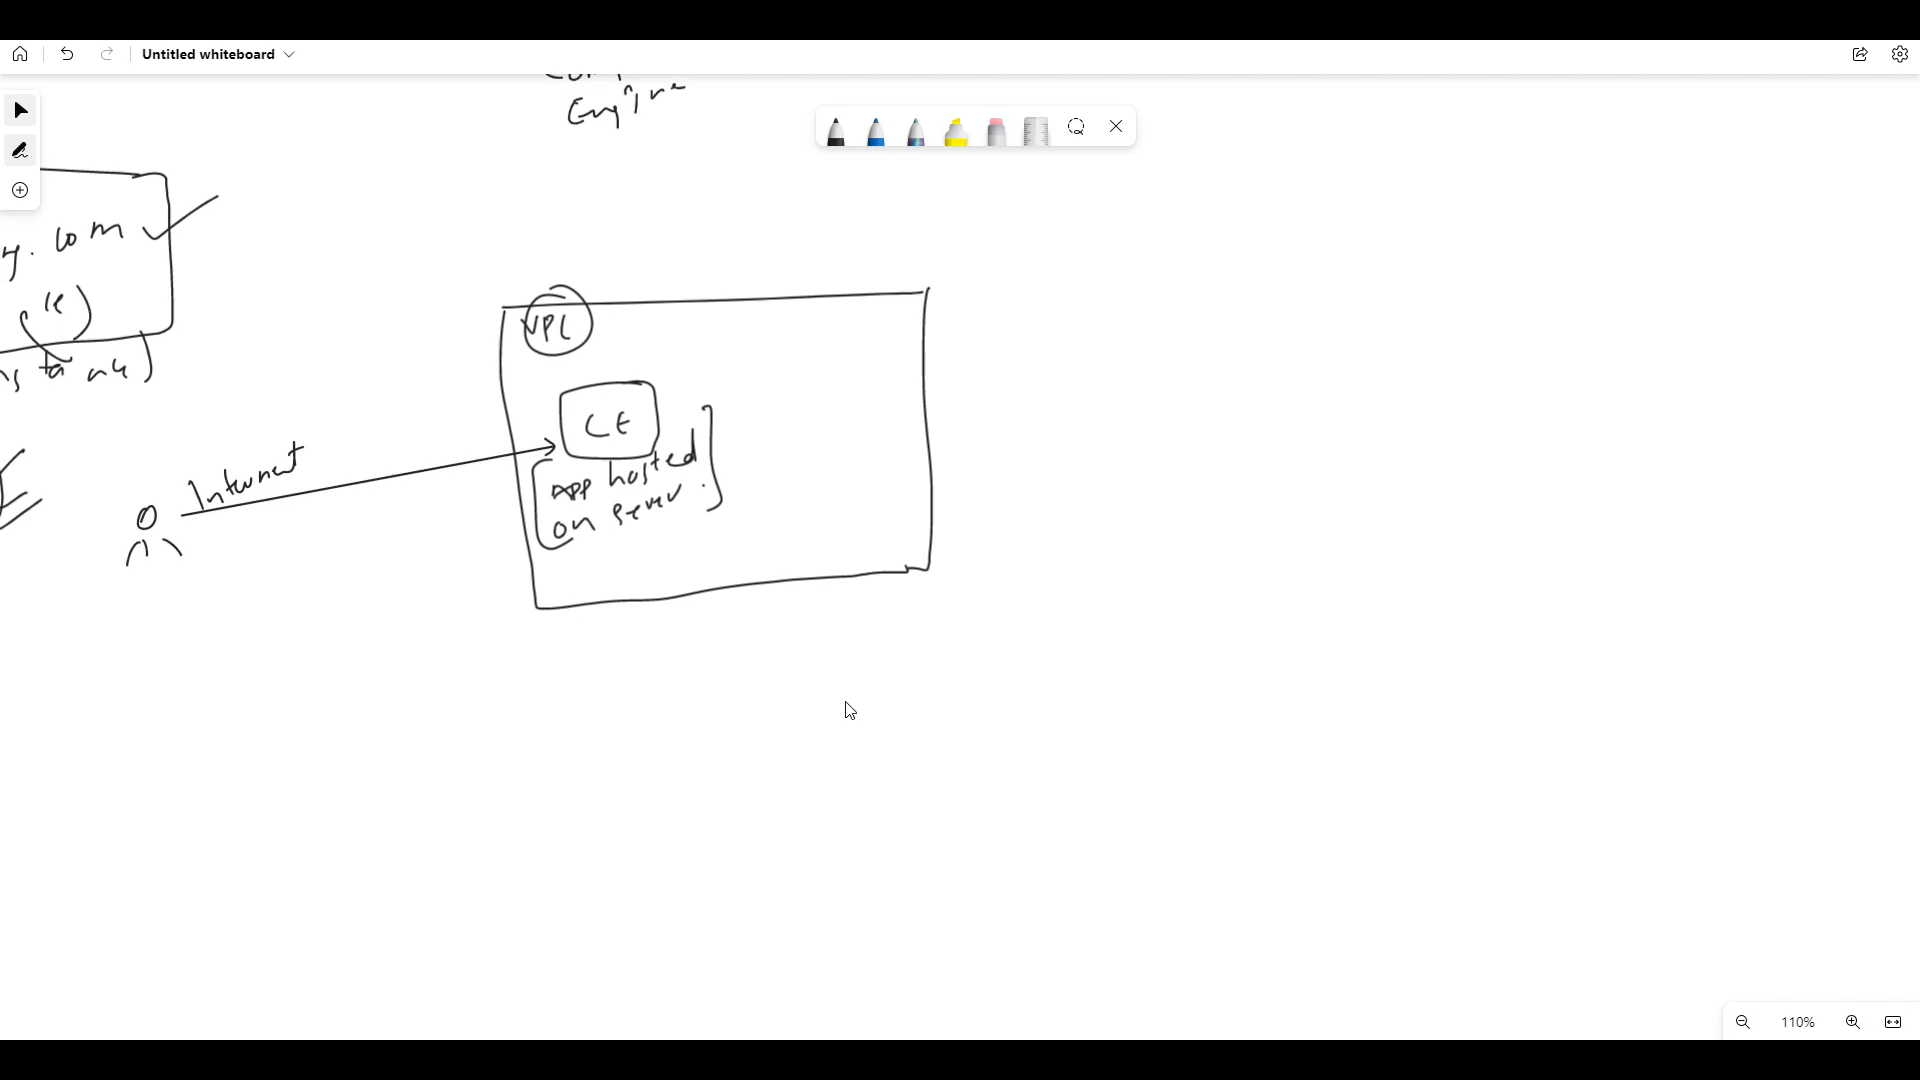 Untitled whiteboard
Engine
y. com
VPC
CE
Internet
App hosted
on server.
110%